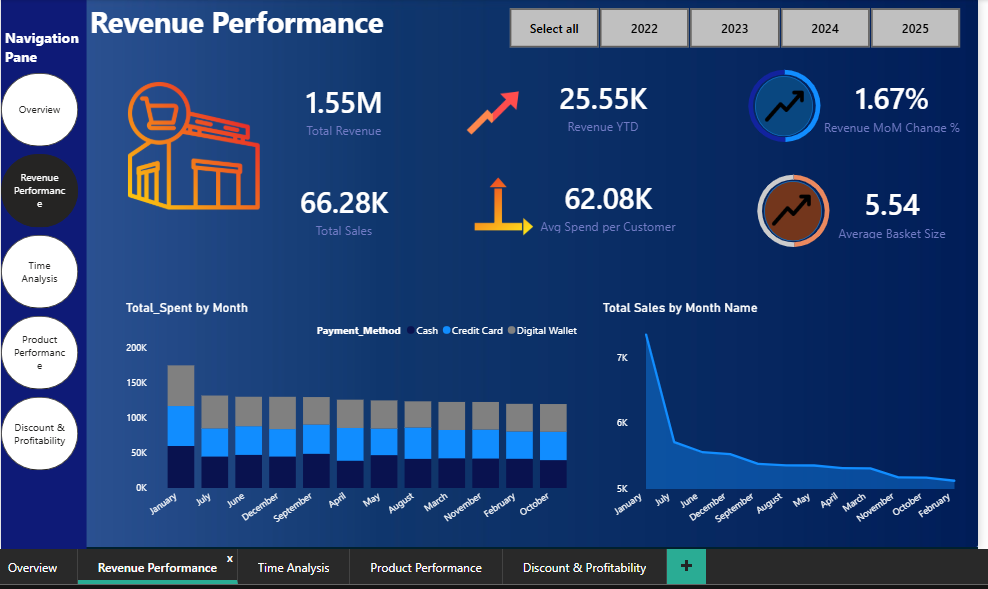 Revenue Performance
Select all
2022
2023
2024
2025
Navigation
Pane
Overview
Revenue
Performanc
e
Time
Analysis
Product
Performanc
e
Discount &
Profitability
1.55M
Total Revenue
25.55K
Revenue YTD
1.67%
Revenue MoM Change %
66.28K
Total Sales
62.08K
Avg Spend per Customer
5.54
Average Basket Size
Total_Spent by Month
Payment_Method Cash Credit Card Digital Wallet
200K
150K
100K
50K
0K
January
July
June
December
September
April
May
August
March
November
February
October
Total Sales by Month Name
7K
6K
5K
January
July
June
December
September
August
May
April
March
November
October
February
Overview
Revenue Performance
x
Time Analysis
Product Performance
Discount & Profitability
+